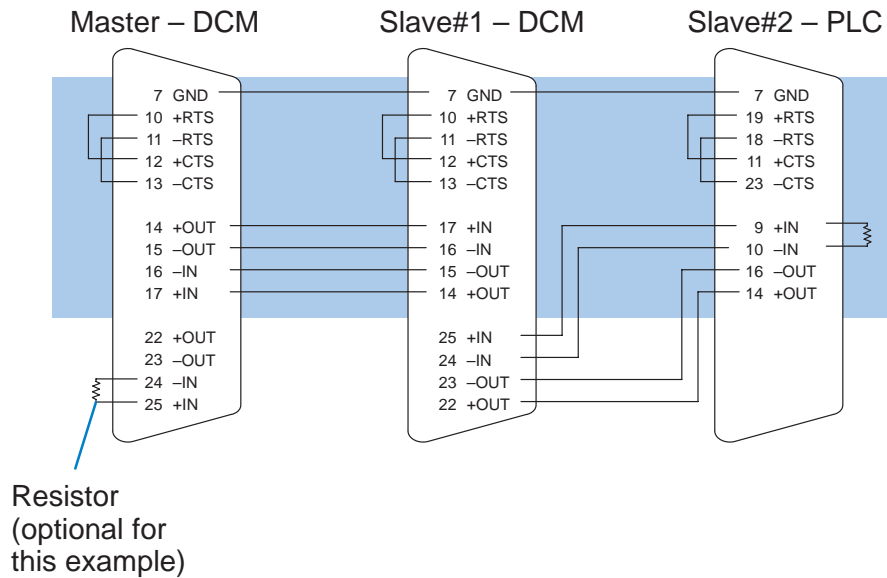 Master – DCM
7 GND
10 +RTS
11 –RTS
12 +CTS
13 –CTS
14 +OUT
15 –OUT
16 –IN
17 +IN
22 +OUT
23 –OUT
24 –IN
25 +IN
Resistor
(optional for
this example)
Slave#1 – DCM
7 GND
10 +RTS
11 –RTS
12 +CTS
13 –CTS
17 +IN
16 –IN
15 –OUT
14 +OUT
25 +IN
24 –IN
23 –OUT
22 +OUT
Slave#2 – PLC
7 GND
19 +RTS
18 –RTS
11 +CTS
23 –CTS
9 +IN
10 –IN
16 –OUT
14 +OUT